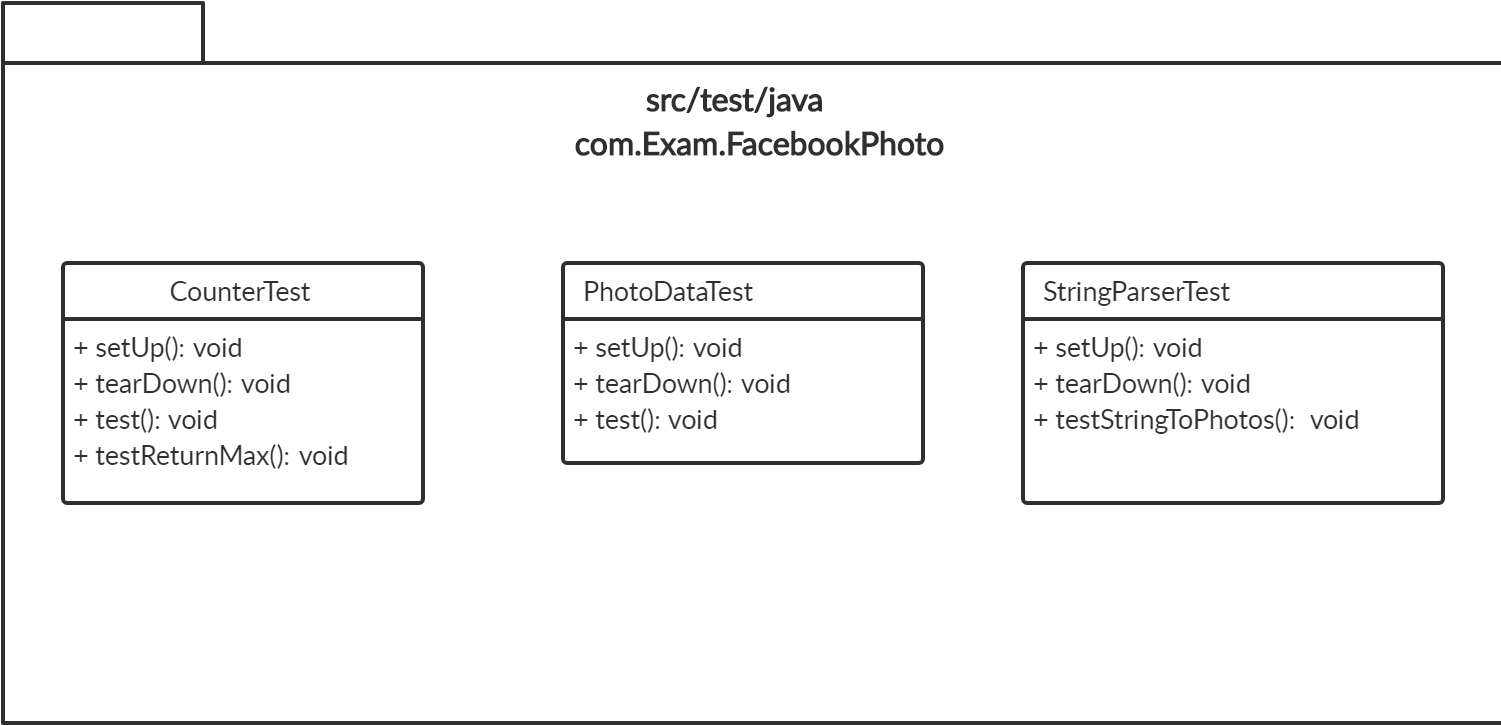 src/test/java
com.Exam.FacebookPhoto
CounterTest
+ setUp(): void
+ tearDown(): void
+ test(): void
+ testReturnMax(): void
PhotoDataTest
+ setUp(): void
+ tearDown(): void
+ test(): void
StringParserTest
+ setUp(): void
+ tearDown(): void
+ testStringToPhotos():  void